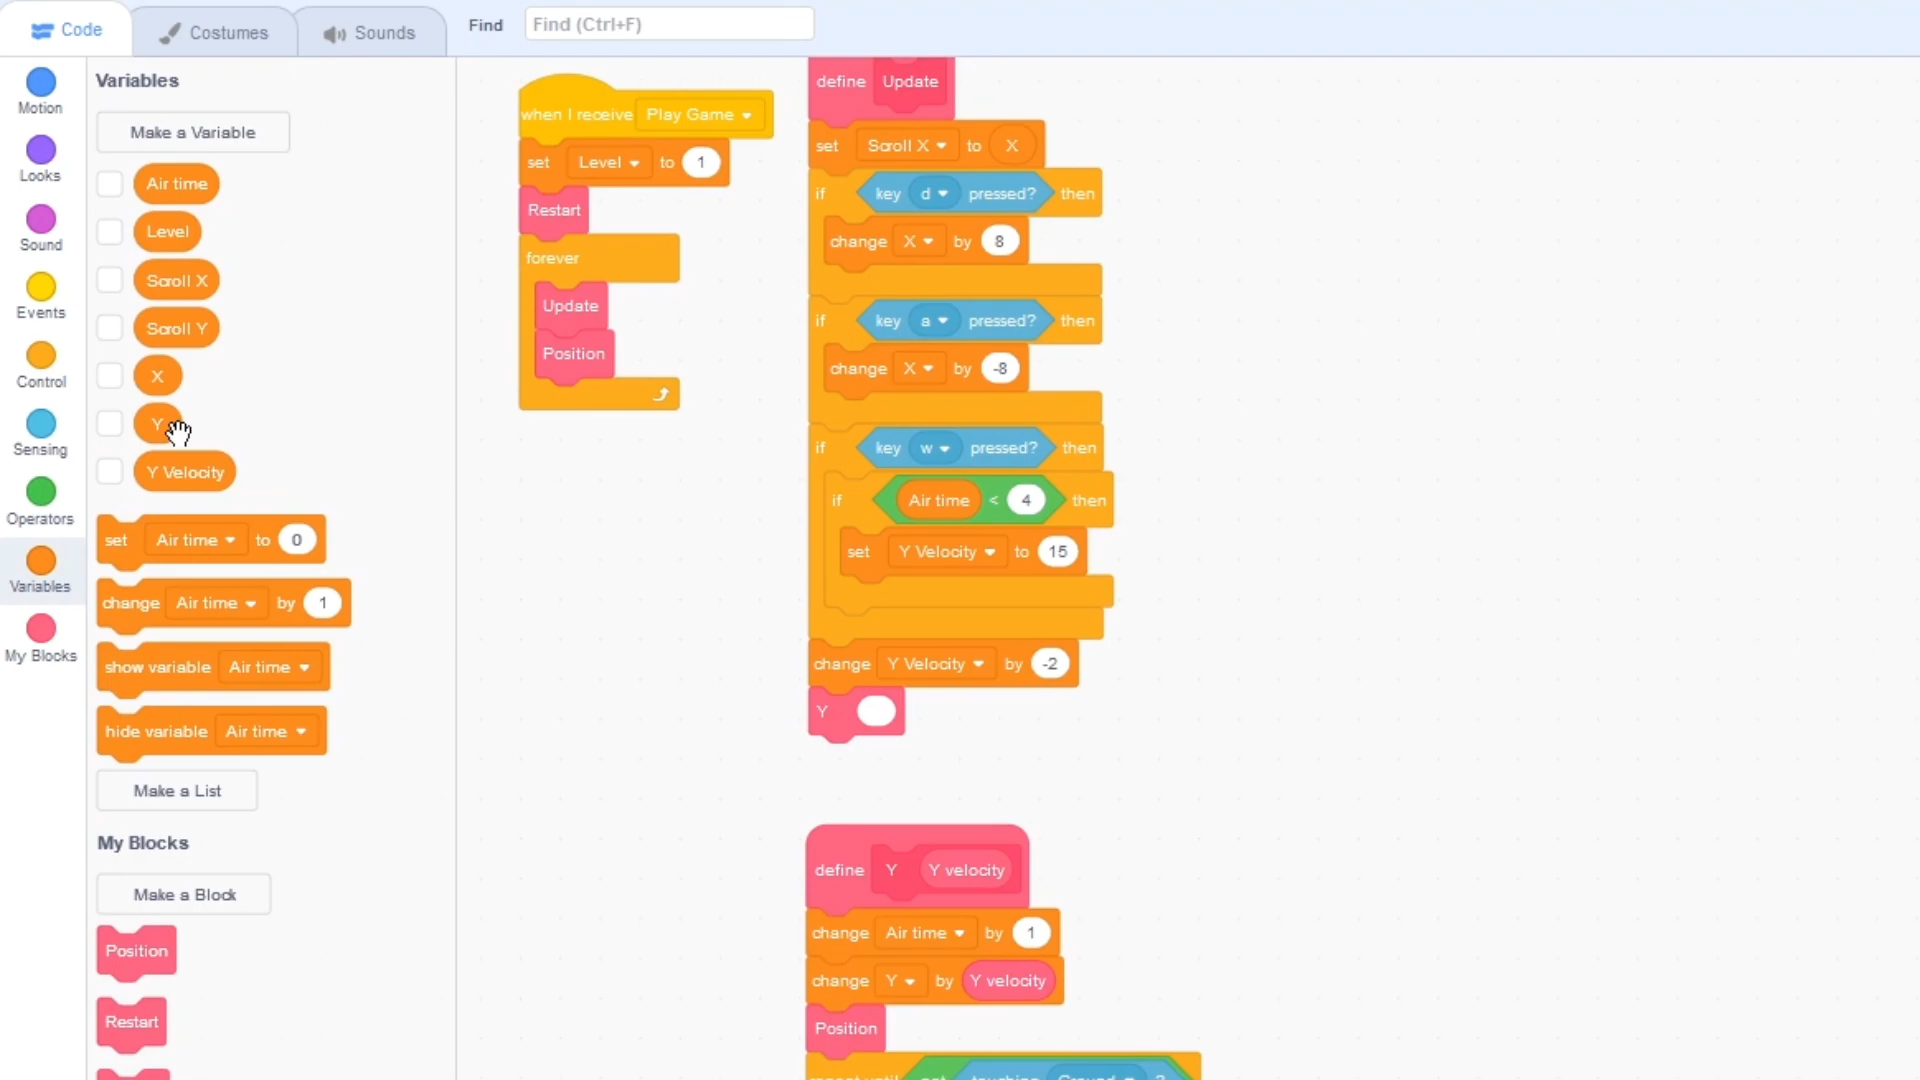 Code
Costumes
Sounds
Find
Find (Ctrl+F)
Motion
Looks
Sound
Events
Control
Sensing
Operators
Variables
My Blocks
Variables
Make a Variable
Air time
Level
Scroll X
Scroll Y
X
Y
Y Velocity
set Air time to 0
change Air time by 1
show variable Air time
hide variable Air time
Make a List
My Blocks
Make a Block
Position
Restart
when I receive Play Game
set Level to 1
Restart
forever
Update
Position
define Update
set Scroll X to X
if key d pressed? then
change X by 8
if key a pressed? then
change X by -8
if key w pressed? then
if Air time < 4 then
set Y Velocity to 15
change Y Velocity by -2
Y
define Y Y velocity
change Air time by 1
change Y by Y velocity
Position
repeat until not touching Ground ?